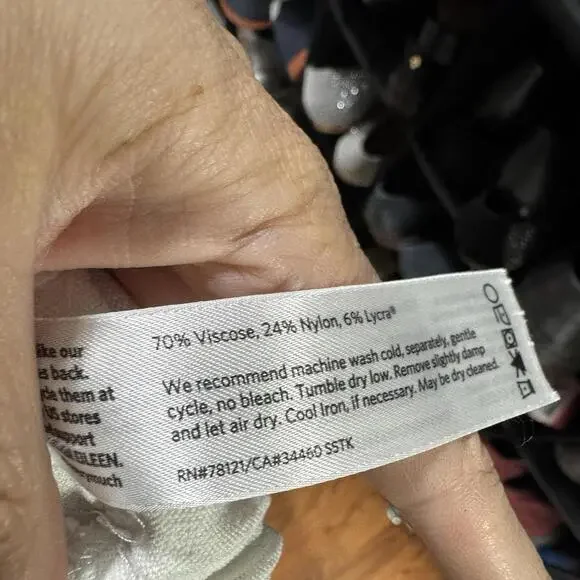 like our
es back.
cle them at
US stores
support
EILEEN.
mouch
70% Viscose, 24% Nylon, 6% Lycra®
We recommend machine wash cold, separately, gentle
cycle, no bleach. Tumble dry low. Remove slightly damp
and let air dry. Cool Iron, if necessary. May be dry cleaned.
RN#78121/CA#34460 SSTK